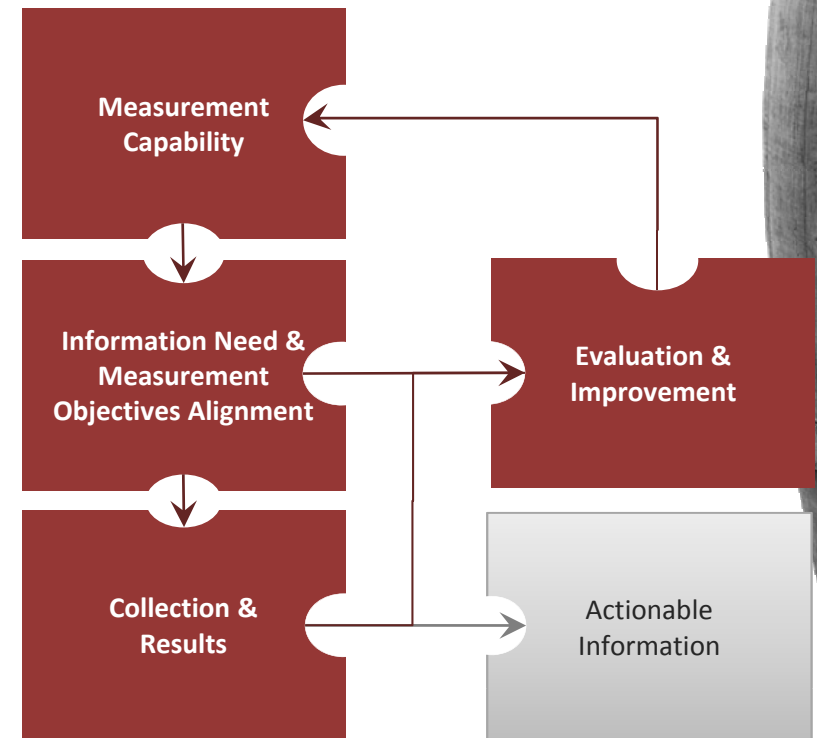 Measurement
Capability
Information Need &
Measurement
Objectives Alignment
Evaluation &
Improvement
Collection &
Results
Actionable
Information